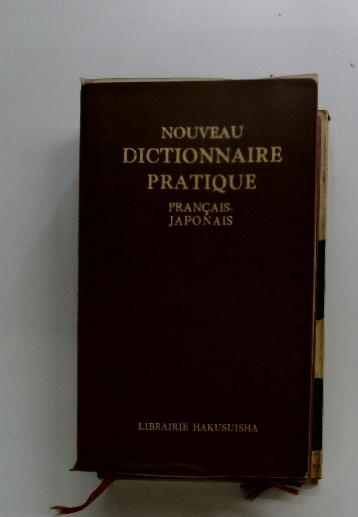 NOUVEAU
DICTIONNAIRE
PRATIQUE
FRANÇAIS-
JAPONAIS
LIBRAIRIE HAKUSUISHA